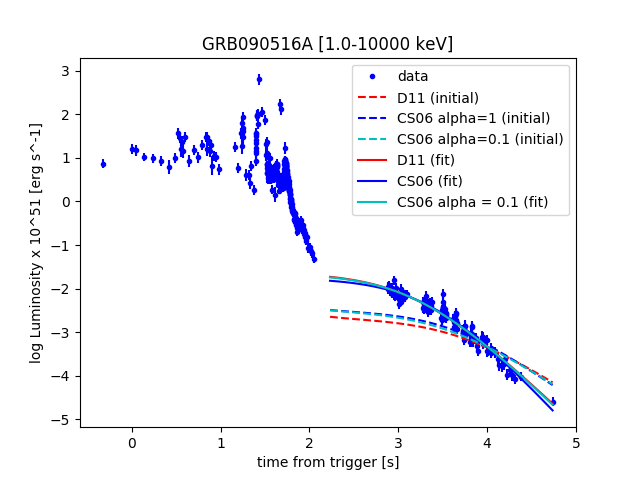 GRB090516A [1.0-10000 keV]
log Luminosity x 10^51 [erg s^-1]
3
2
1
0
−1
−2
−3
−4
−5
data
D11 (initial)
CS06 alpha=1 (initial)
CS06 alpha=0.1 (initial)
D11 (fit)
CS06 (fit)
CS06 alpha = 0.1 (fit)
0 1 2 3 4 5
time from trigger [s]